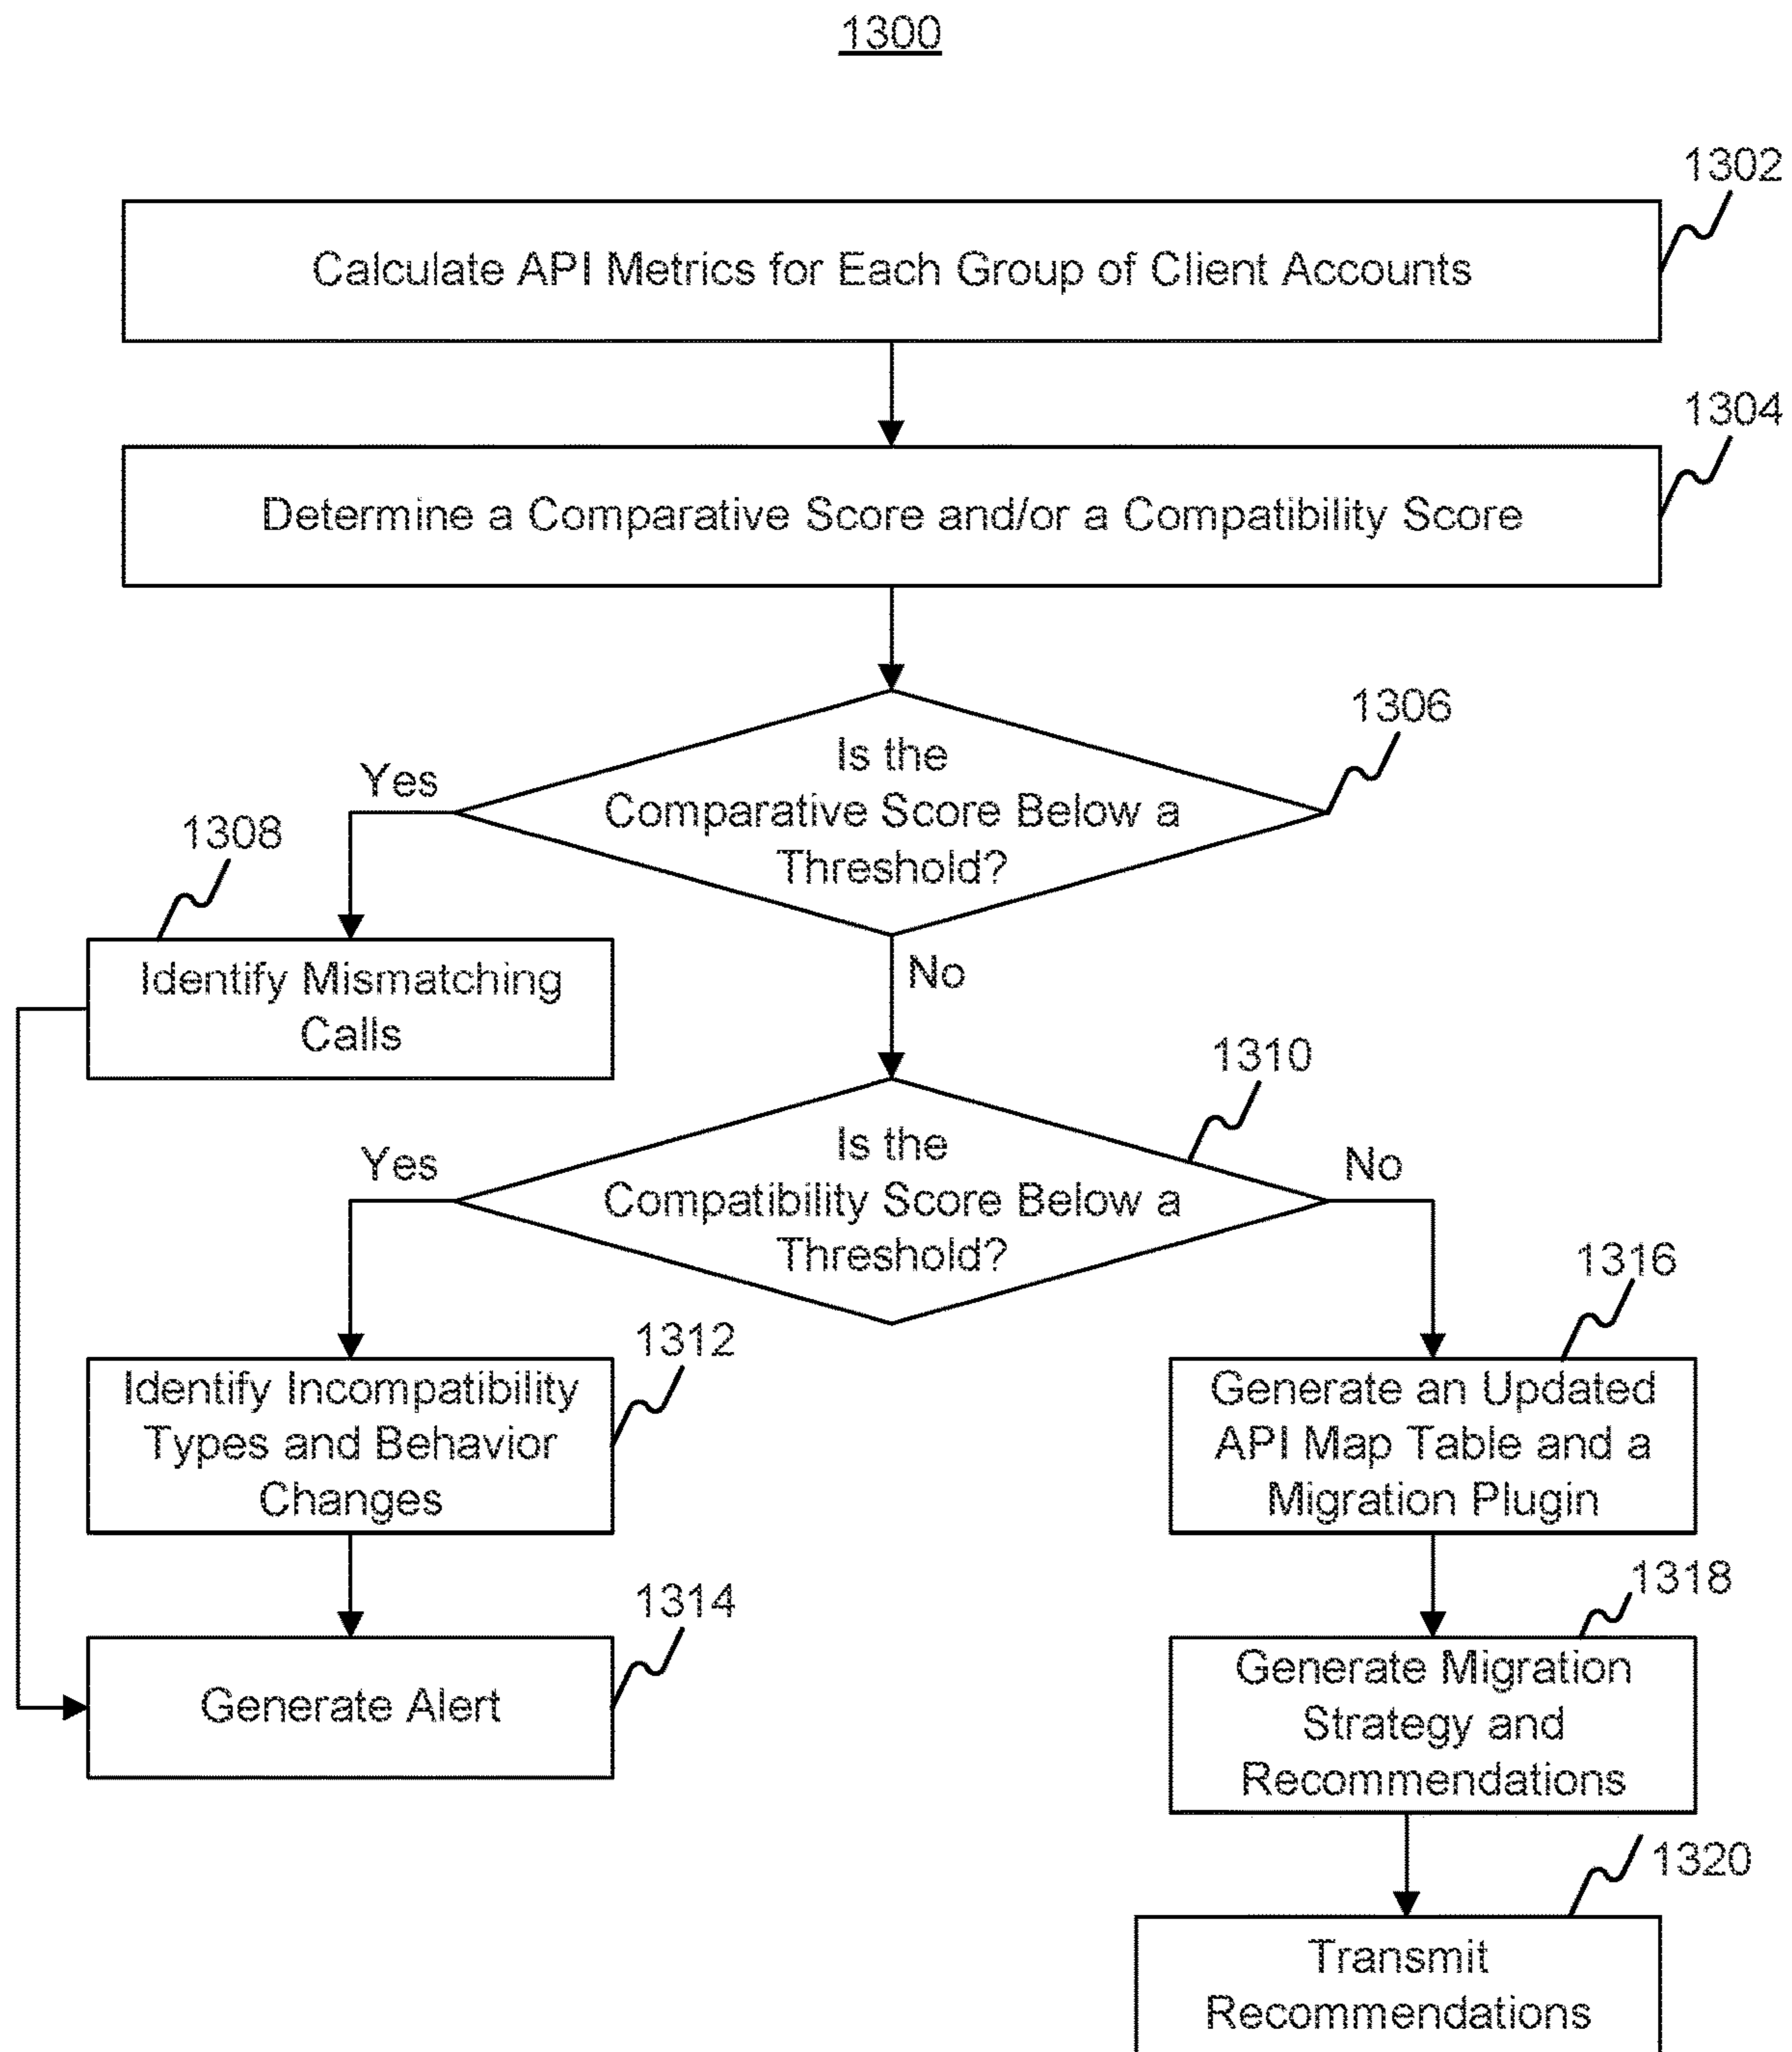 1300
1302
Calculate API Metrics for Each Group of Client Accounts
1304
Determine a Comparative Score and/or a Compatibility Score
1306
Is the
Comparative Score Below a
Threshold?
Yes
No
1308
Identify Mismatching
Calls
1310
Is the
Compatibility Score Below a
Threshold?
Yes
No
1312
Identify Incompatibility
Types and Behavior
Changes
1316
Generate an Updated
API Map Table and a
Migration Plugin
1314
Generate Alert
1318
Generate Migration
Strategy and
Recommendations
1320
Transmit
Recommendations